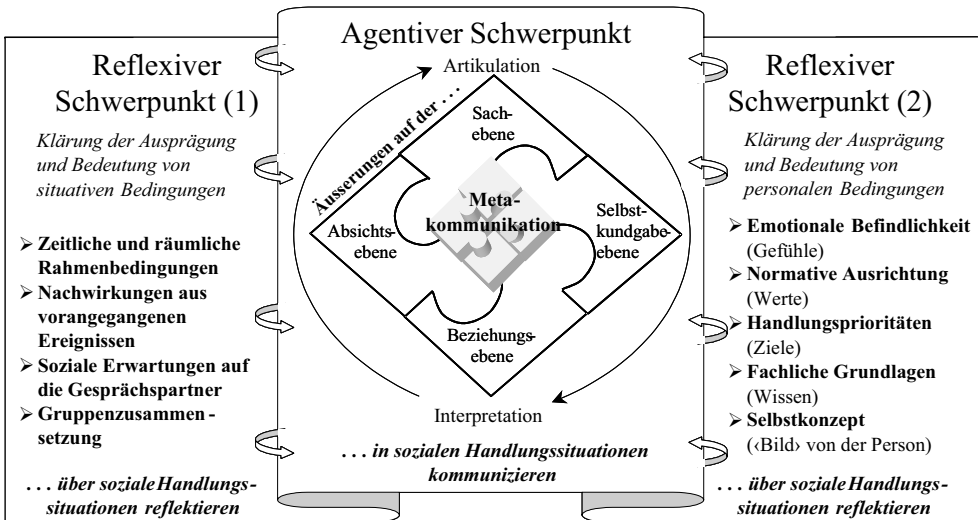 Reflexiver
Schwerpunkt (1)
Klärung der Ausprägung
und Bedeutung von
situativen Bedingungen
➢ Zeitliche und räumliche
Rahmenbedingungen
➢ Nachwirkungen aus
vorangegangenen
Ereignissen
➢ Soziale Erwartungen auf
die Gesprächspartner
➢ Gruppenzusammen-
setzung
. . . über soziale Handlungs-
situationen reflektieren
Agentiver Schwerpunkt
Artikulation
Äusserungen auf der . . .
Sach-
ebene
Meta-
kommunikation
Absichts-
ebene
Selbst-
kundgabe-
ebene
Beziehungs-
ebene
Interpretation
. . . in sozialen Handlungssituationen
kommunizieren
Reflexiver
Schwerpunkt (2)
Klärung der Ausprägung
und Bedeutung von
personalen Bedingungen
➢ Emotionale Befindlichkeit
(Gefühle)
➢ Normative Ausrichtung
(Werte)
➢ Handlungsprioritäten
(Ziele)
➢ Fachliche Grundlagen
(Wissen)
➢ Selbstkonzept
(‹Bild› von der Person)
. . . über soziale Handlungs-
situationen reflektieren